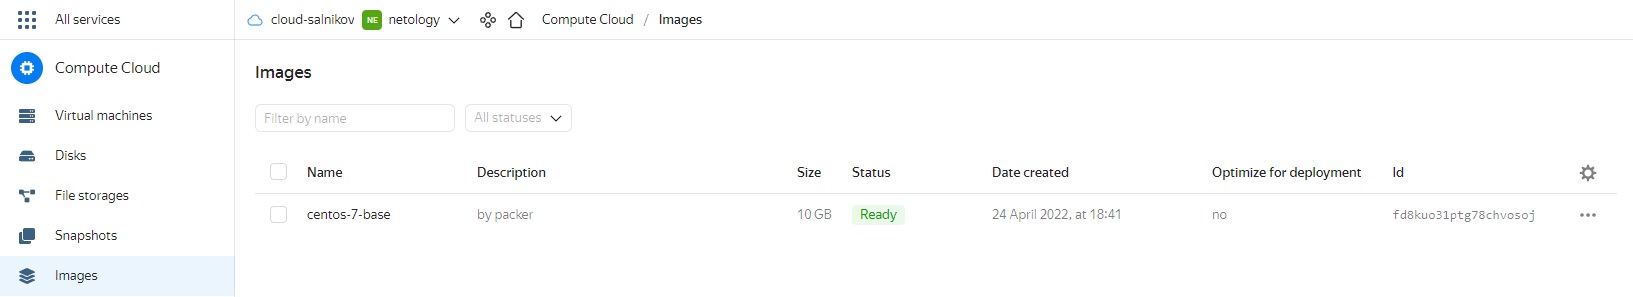 All services
cloud-salnikov NE netology Compute Cloud / Images
Compute Cloud
Virtual machines
Disks
File storages
Snapshots
Images
Images
Filter by name All statuses
Name Description Size Status Date created Optimize for deployment Id
centos-7-base by packer 10 GB Ready 24 April 2022, at 18:41 no fd8kuo31ptg78chvosoj